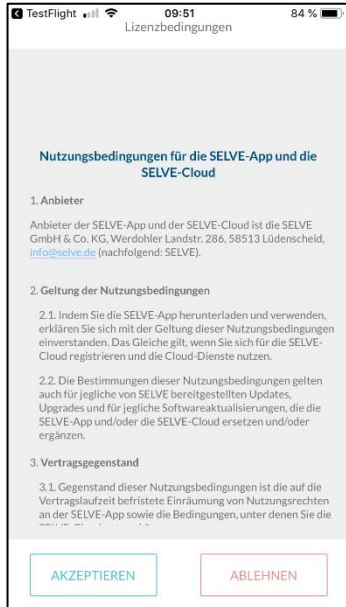 TestFlight 09:51 84 %
Lizenzbedingungen
Nutzungsbedingungen für die SELVE-App und die
SELVE-Cloud
1. Anbieter
Anbieter der SELVE-App und der SELVE-Cloud ist die SELVE
GmbH & Co. KG, Werdohler Landstr. 286, 58513 Lüdenscheid,
info@selve.de (nachfolgend: SELVE).
2. Geltung der Nutzungsbedingungen
2.1. Indem Sie die SELVE-App herunterladen und verwenden,
erklären Sie sich mit der Geltung dieser Nutzungsbedingungen
einverstanden. Das Gleiche gilt, wenn Sie sich für die SELVE-
Cloud registrieren und die Cloud-Dienste nutzen.
2.2. Die Bestimmungen dieser Nutzungsbedingungen gelten
auch für jegliche von SELVE bereitgestellten Updates,
Upgrades und für jegliche Softwareaktualisierungen, die die
SELVE-App und/oder die SELVE-Cloud ersetzen und/oder
ergänzen.
3. Vertragsgegenstand
3.1. Gegenstand dieser Nutzungsbedingungen ist die auf die
Vertragslaufzeit befristete Einräumung von Nutzungsrechten
an der SELVE-App sowie die Bedingungen, unter denen Sie die
AKZEPTIEREN ABLEHNEN